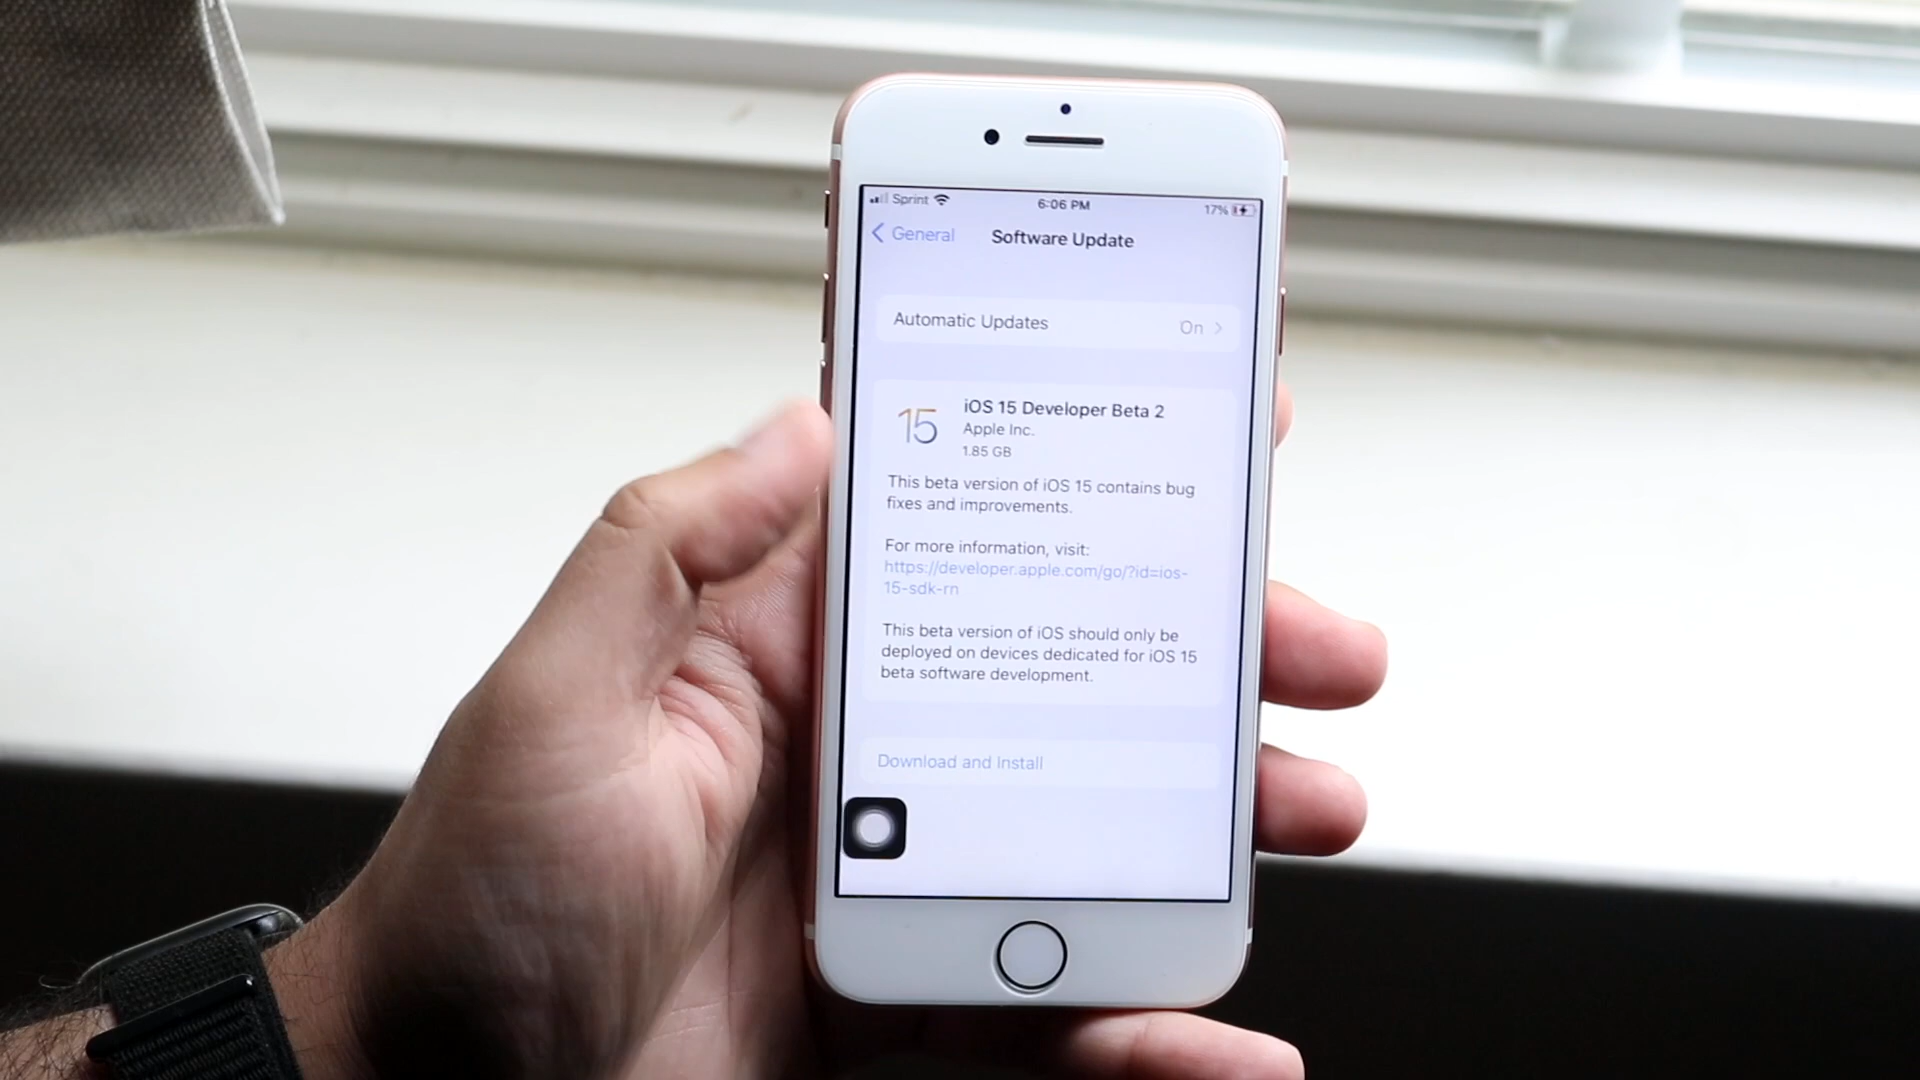 Sprint 6:06 PM 17%
General Software Update
Automatic Updates On
15
iOS 15 Developer Beta 2
Apple Inc.
1.85 GB
This beta version of iOS 15 contains bug
fixes and improvements.
For more information, visit:
https://developer.apple.com/go/?id=ios-
15-sdk-rn
This beta version of iOS should only be
deployed on devices dedicated for iOS 15
beta software development.
Download and Install